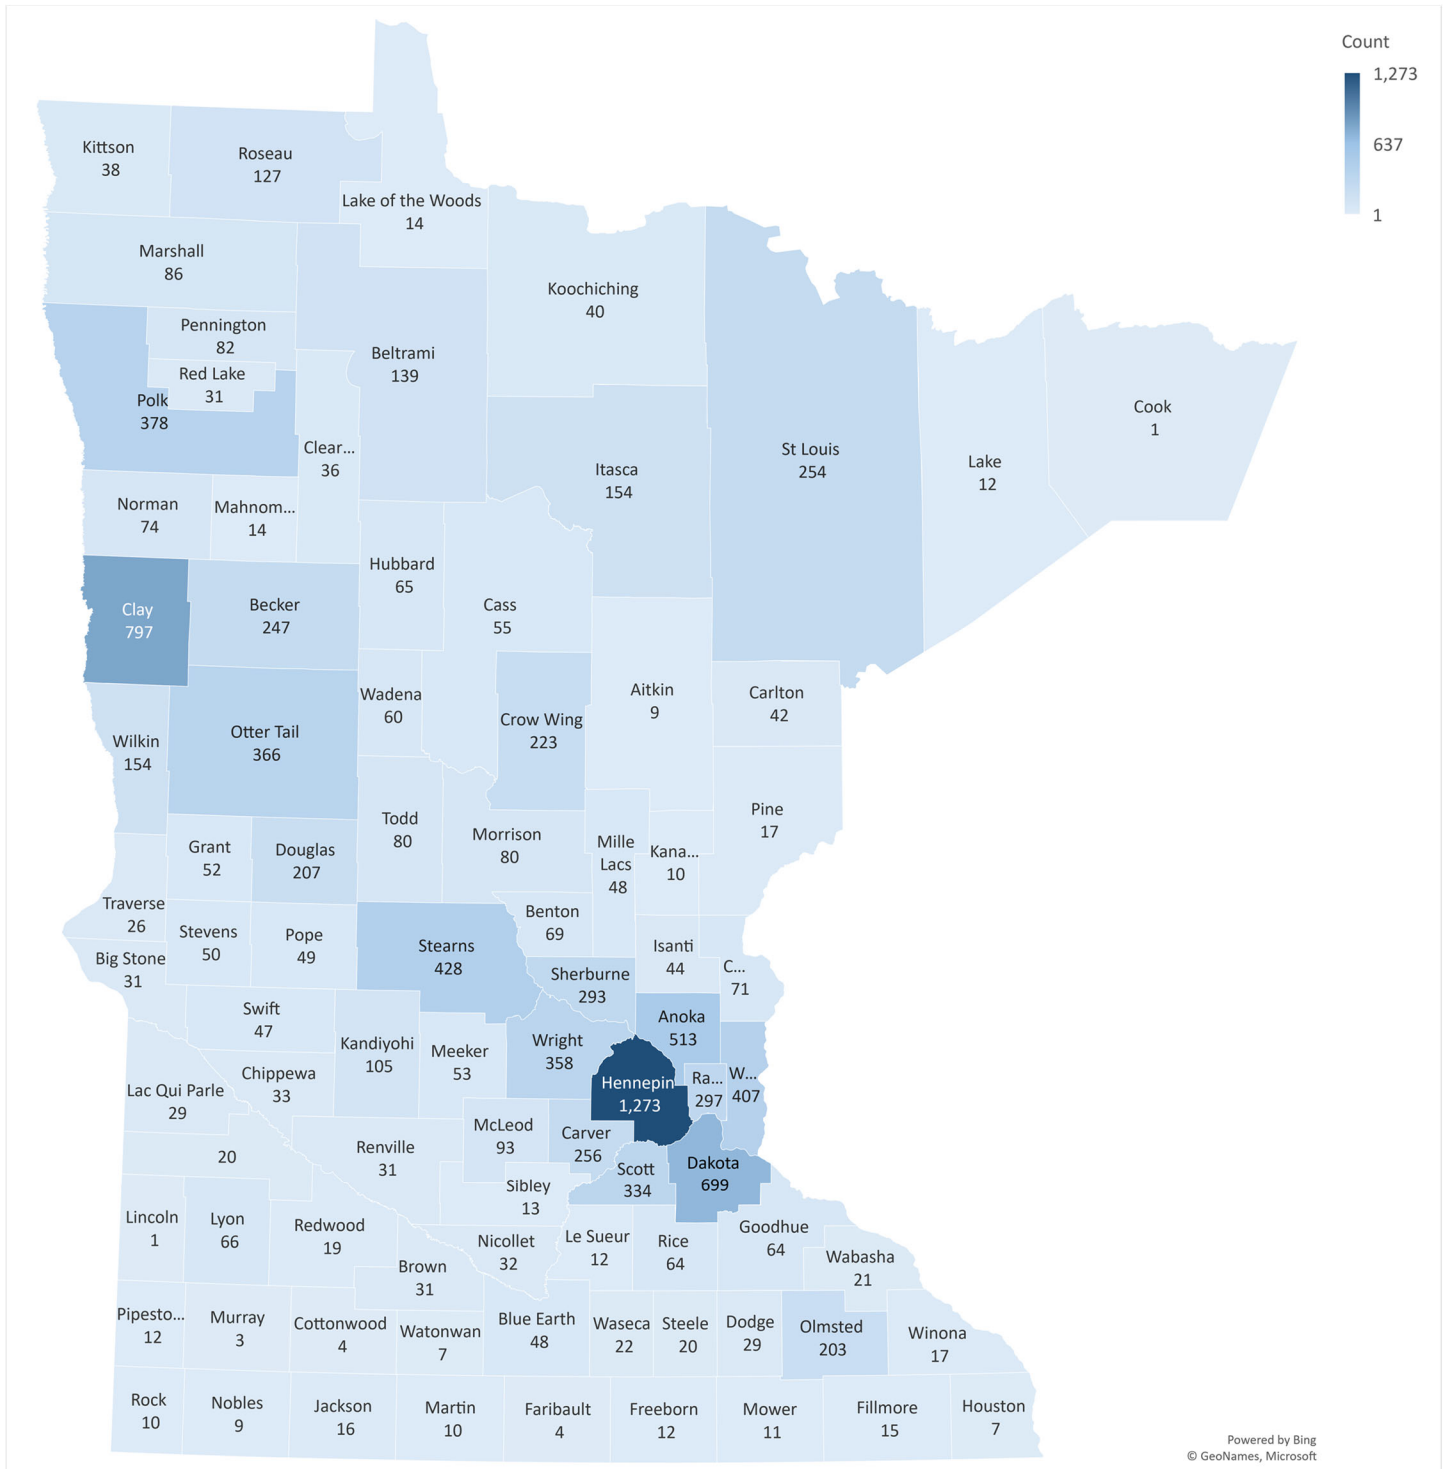 Count
1,273
637
1
Kittson
38
Roseau
127
Lake of the Woods
14
Marshall
86
Koochiching
40
Pennington
82
Red Lake
31
Polk
378
Beltrami
139
Clear...
36
Itasca
154
St Louis
254
Lake
12
Cook
1
Norman
74
Mahnom...
14
Clay
797
Becker
247
Hubbard
65
Cass
55
Aitkin
9
Carlton
42
Wadena
60
Crow Wing
223
Wilkin
154
Otter Tail
366
Pine
17
Todd
80
Morrison
80
Mille
Lacs
48
Kana...
10
Grant
52
Douglas
207
Traverse
26
Stevens
50
Pope
49
Stearns
428
Benton
69
Isanti
44
C...
71
Big Stone
31
Sherburne
293
Swift
47
Kandiyohi
105
Meeker
53
Wright
358
Anoka
513
Hennepin
1,273
Ra...
297
W...
407
Lac Qui Parle
29
Chippewa
33
McLeod
93
Carver
256
Renville
31
20
Scott
334
Dakota
699
Sibley
13
Lincoln
1
Lyon
66
Redwood
19
Nicollet
32
Le Sueur
12
Rice
64
Goodhue
64
Wabasha
21
Brown
31
Pipesto...
12
Murray
3
Cottonwood
4
Watonwan
7
Blue Earth
48
Waseca
22
Steele
20
Dodge
29
Olmsted
203
Winona
17
Rock
10
Nobles
9
Jackson
16
Martin
10
Faribault
4
Freeborn
12
Mower
11
Fillmore
15
Houston
7
Powered by Bing
© GeoNames, Microsoft